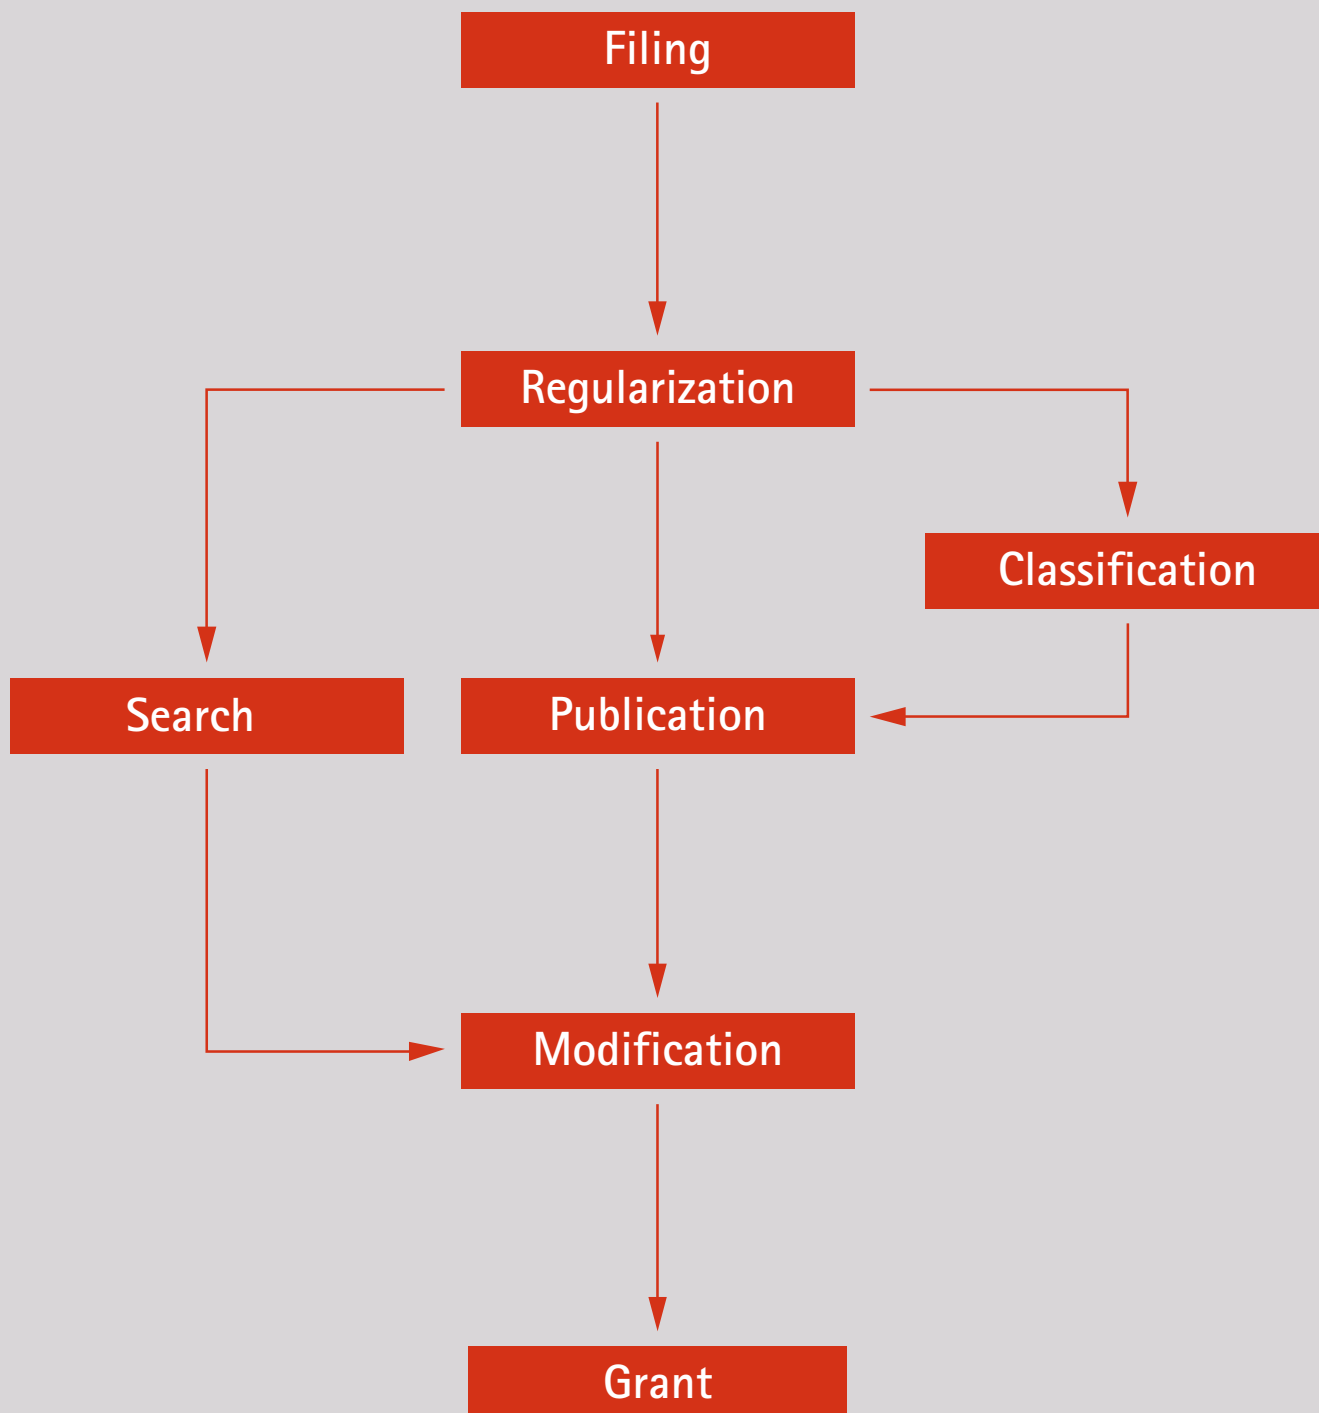 Filing
Regularization
Classification
Search
Publication
Modification
Grant